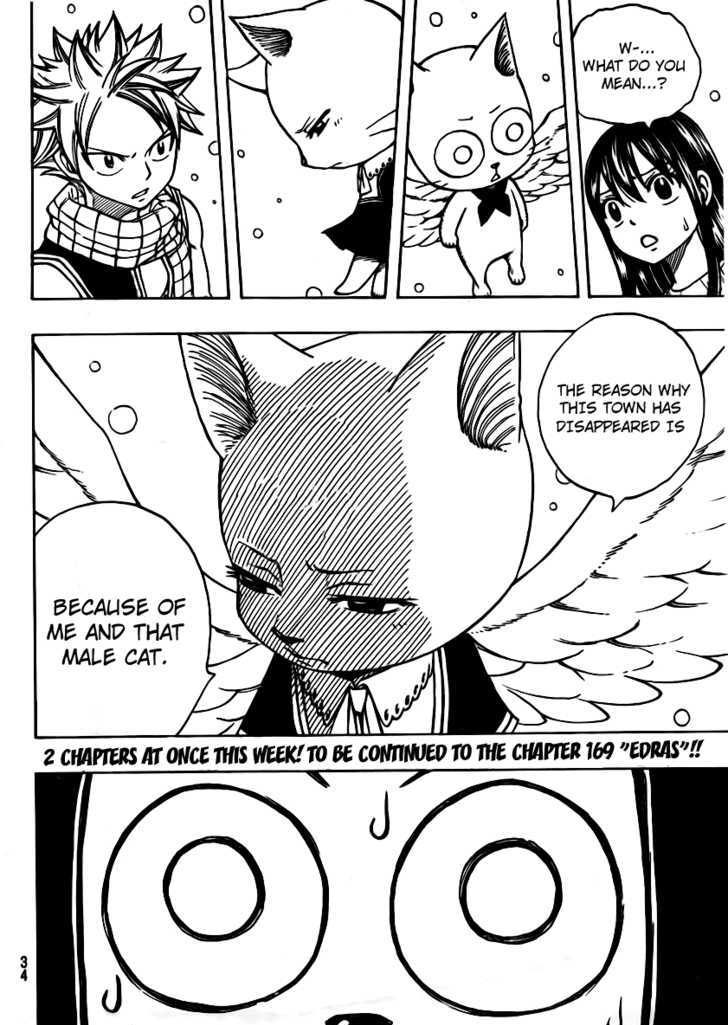 W-...
WHAT DO YOU
MEAN...?
THE REASON WHY
THIS TOWN HAS
DISAPPEARED IS
BECAUSE OF
ME AND THAT
MALE CAT.
2 CHAPTERS AT ONCE THIS WEEK! TO BE CONTINUED TO THE CHAPTER 169 "EDRAS"!!
34